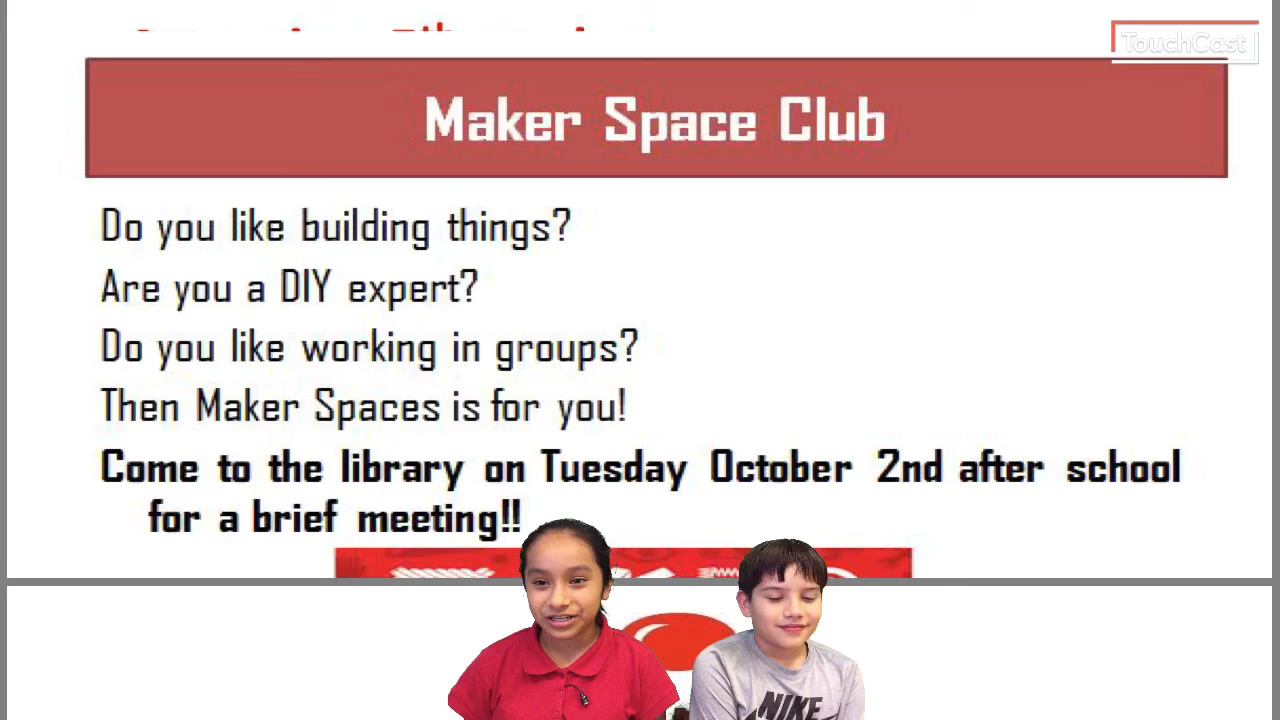 TouchCast
Maker Space Club
Do you like building things?
Are you a DIY expert?
Do you like working in groups?
Then Maker Spaces is for you!
Come to the library on Tuesday October 2nd after school
for a brief meeting!!
NIKE